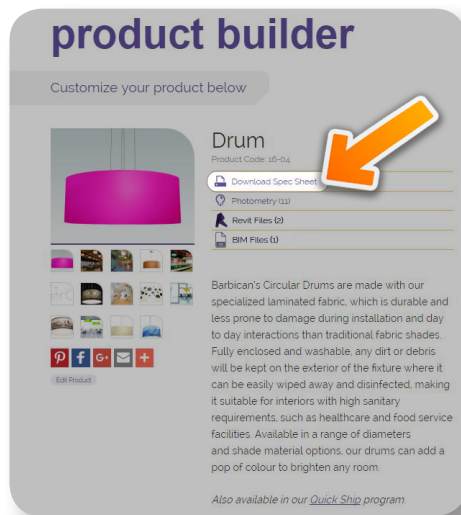 product builder
Customize your product below
Drum
Product Code: 16-04
Download Spec Sheet
Photometry (11)
Revit Files (2)
BIM Files (1)
Edit Product
Barbican's Circular Drums are made with our
specialized laminated fabric, which is durable and
less prone to damage during installation and day
to day interactions than traditional fabric shades.
Fully enclosed and washable, any dirt or debris
will be kept on the exterior of the fixture where it
can be easily wiped away and disinfected, making
it suitable for interiors with high sanitary
requirements, such as healthcare and food service
facilities. Available in a range of diameters
and shade material options, our drums can add a
pop of colour to brighten any room.
Also available in our Quick Ship program.